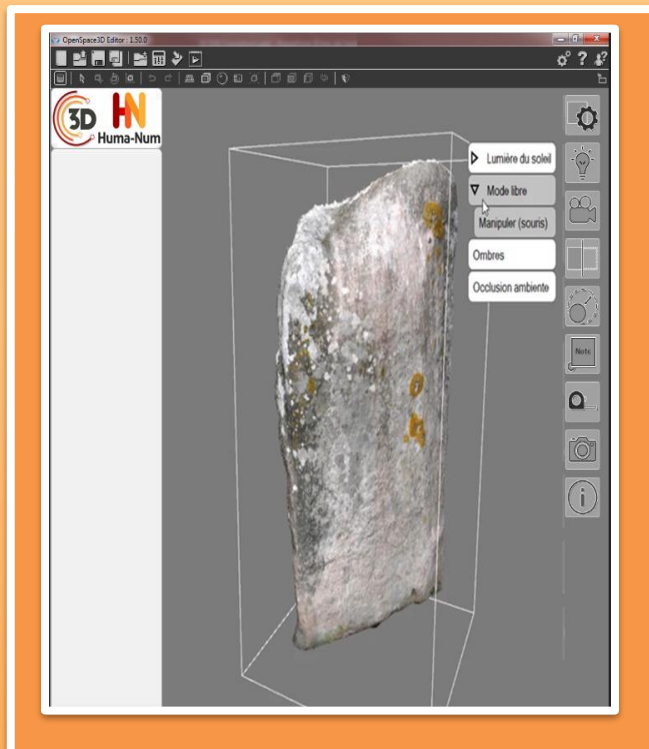 OpenSpace3D Editor : 1.50.0
3D HN
Huma-Num
Lumière du soleil
Mode libre
Manipuler (souris)
Ombres
Occlusion ambiente
Note